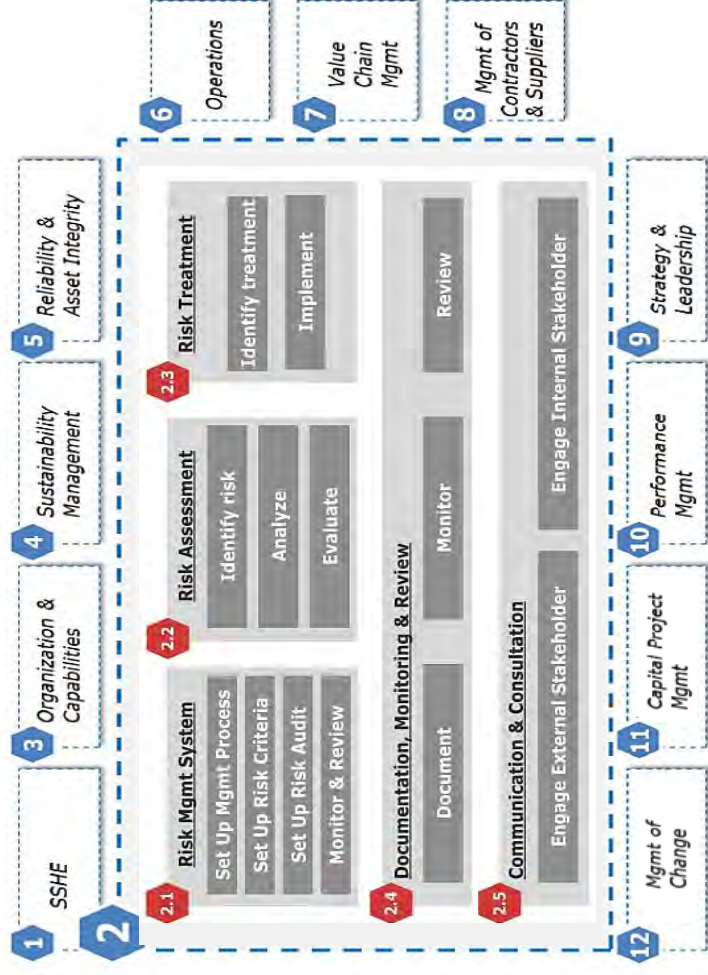 1
SSHE
3
Organization &
Capabilities
4
Sustainability
Management
5
Reliability &
Asset Integrity
2
2.1
Risk Mgmt System
Set Up Mgmt Process
Set Up Risk Criteria
Set Up Risk Audit
Monitor & Review
2.2
Risk Assessment
Identify risk
Analyze
Evaluate
2.3
Risk Treatment
Identify treatment
Implement
2.4
Documentation, Monitoring & Review
Document
Monitor
Review
2.5
Communication & Consultation
Engage External Stakeholder
Engage Internal Stakeholder
6
Operations
7
Value
Chain
Mgmt
8
Mgmt of
Contractors
& Suppliers
12
Mgmt of
Change
11
Capital Project
Mgmt
10
Performance
Mgmt
9
Strategy &
Leadership